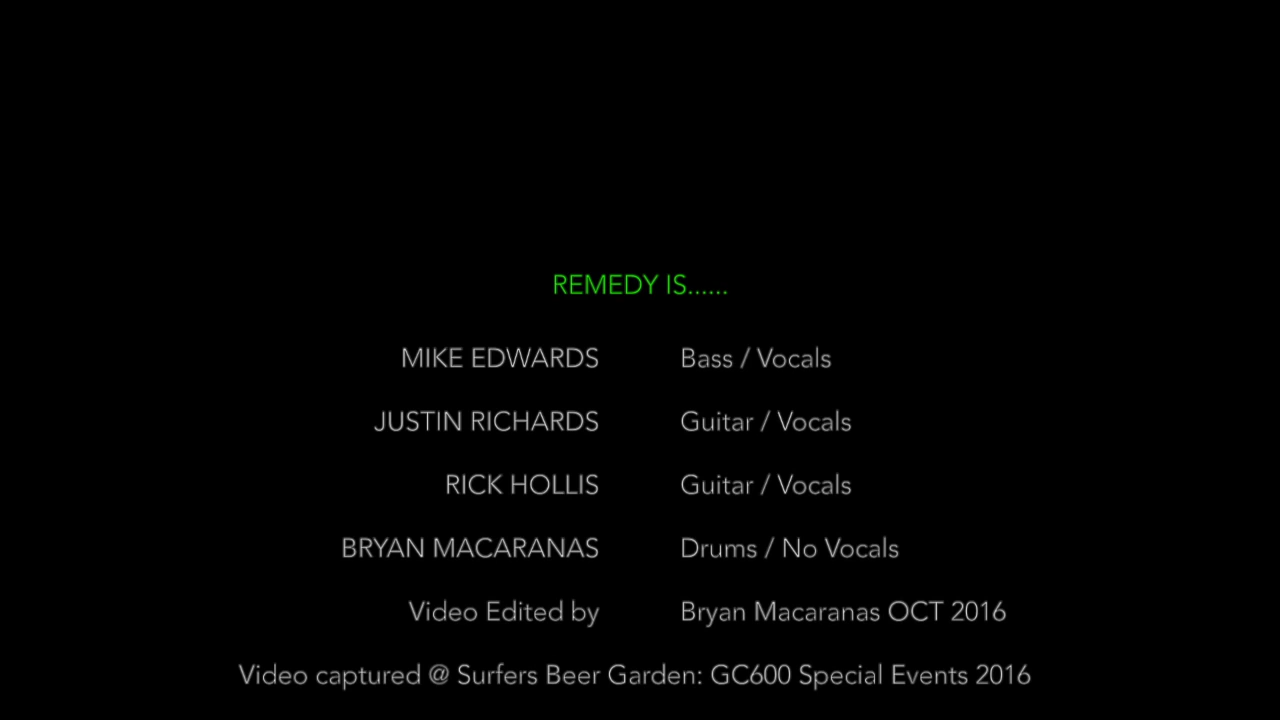 REMEDY IS......
MIKE EDWARDS Bass / Vocals
JUSTIN RICHARDS Guitar / Vocals
RICK HOLLIS Guitar / Vocals
BRYAN MACARANAS Drums / No Vocals
Video Edited by Bryan Macaranas OCT 2016
Video captured @ Surfers Beer Garden: GC600 Special Events 2016